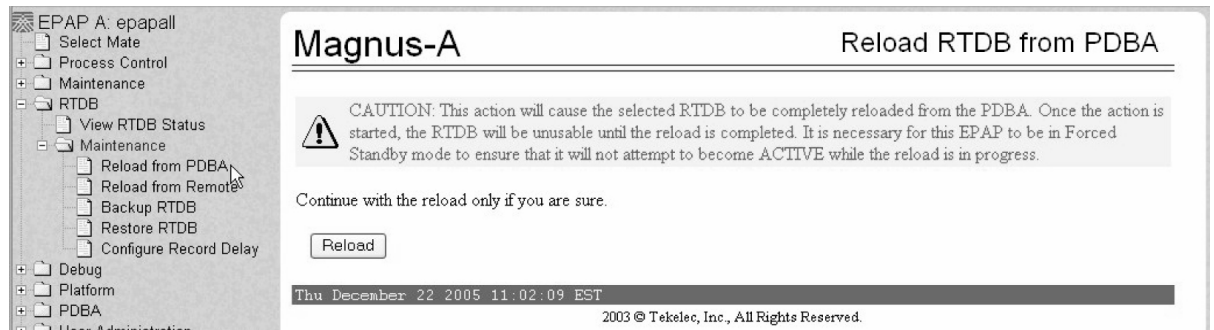 EPAP A: epapall
Select Mate
Process Control
Maintenance
RTDB
View RTDB Status
Maintenance
Reload from PDBA
Reload from Remote
Backup RTDB
Restore RTDB
Configure Record Delay
Debug
Platform
PDBA
User Administration
Magnus-A
Reload RTDB from PDBA
CAUTION: This action will cause the selected RTDB to be completely reloaded from the PDBA. Once the action is
started, the RTDB will be unusable until the reload is completed. It is necessary for this EPAP to be in Forced
Standby mode to ensure that it will not attempt to become ACTIVE while the reload is in progress.
Continue with the reload only if you are sure.
Reload
Thu December 22 2005 11:02:09 EST
2003 © Tekelec, Inc., All Rights Reserved.